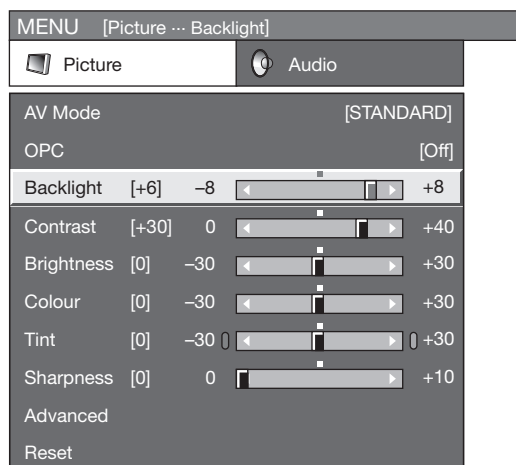 MENU [Picture ··· Backlight]
Picture Audio
AV Mode [STANDARD]
OPC [Off]
Backlight [+6] –8 +8
Contrast [+30] 0 +40
Brightness [0] –30 +30
Colour [0] –30 +30
Tint [0] –30 +30
Sharpness [0] 0 +10
Advanced
Reset